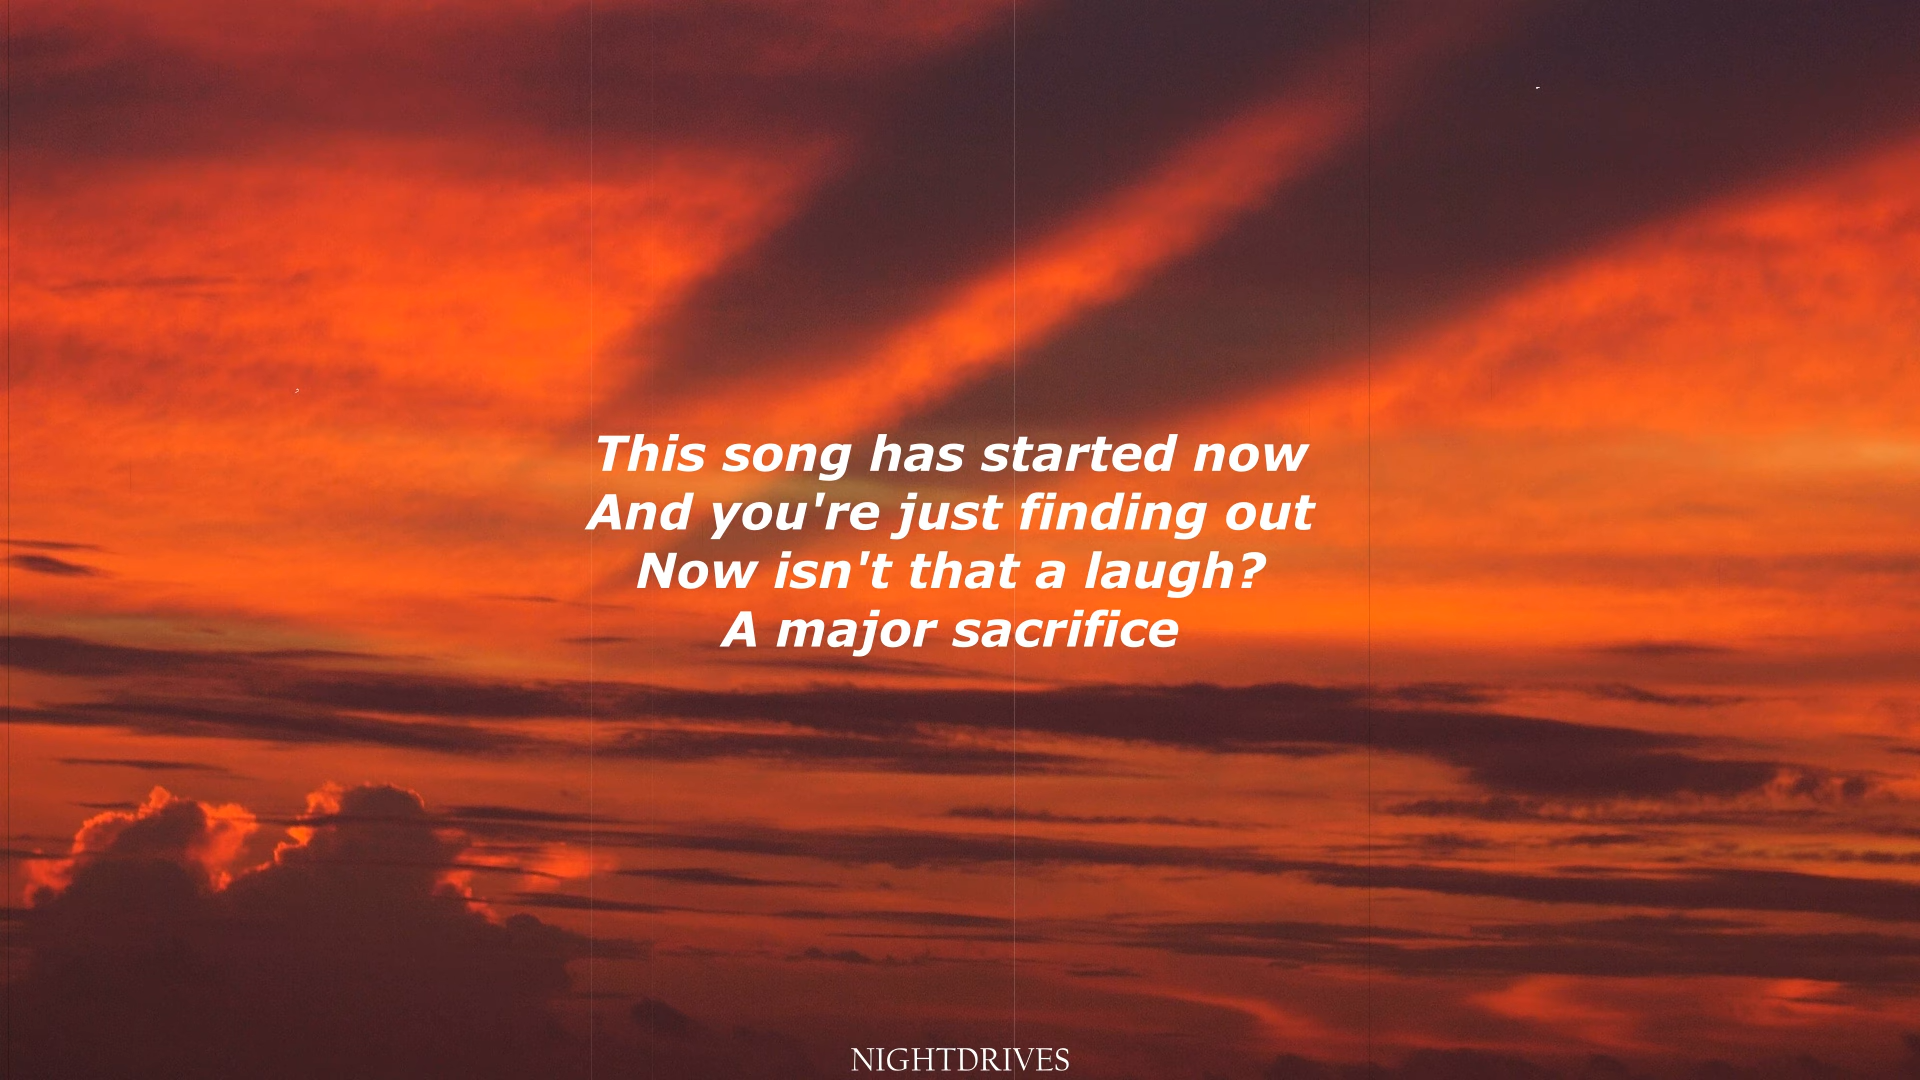 This song has started now
And you're just finding out
Now isn't that a laugh?
A major sacrifice
NIGHTDRIVES